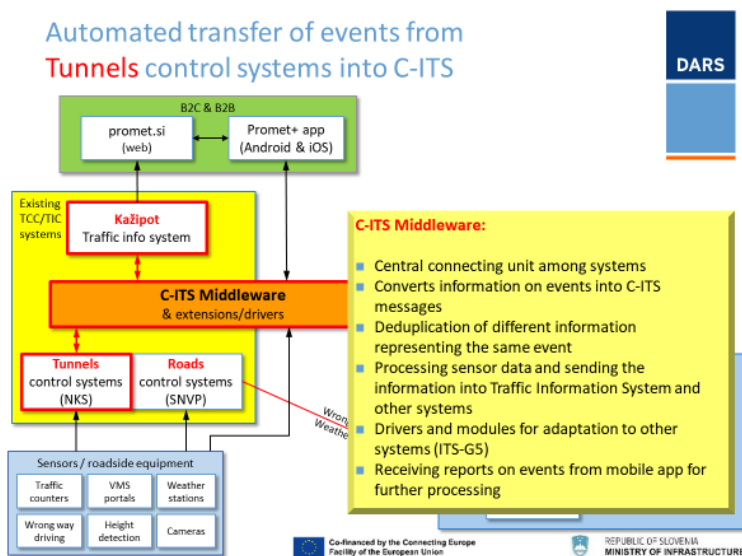 Automated transfer of events from
Tunnels control systems into C-ITS
DARS
B2C & B2B
promet.si
(web)
Promet+ app
(Android & iOS)
Existing
TCC/TIC
systems
Kažipot
Traffic info system
C-ITS Middleware
& extensions/drivers
Tunnels
control systems
(NKS)
Roads
control systems
(SNVP)
Wrong
Weathe
Sensors / roadside equipment
Traffic
counters
VMS
portals
Weather
stations
Wrong way
driving
Height
detection
Cameras
C-ITS Middleware:
Central connecting unit among systems
Converts information on events into C-ITS
messages
Deduplication of different information
representing the same event
Processing sensor data and sending the
information into Traffic Information System and
other systems
Drivers and modules for adaptation to other
systems (ITS-G5)
Receiving reports on events from mobile app for
further processing
Co-financed by the Connecting Europe
Facility of the European Union
REPUBLIC OF SLOVENIA
MINISTRY OF INFRASTRUCTURE